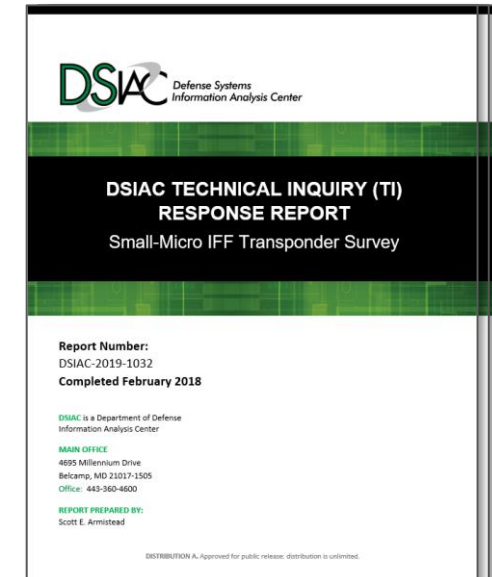 DSIAC
Defense Systems
Information Analysis Center
DSIAC TECHNICAL INQUIRY (TI)
RESPONSE REPORT
Small-Micro IFF Transponder Survey
Report Number:
DSIAC-2019-1032
Completed February 2018
DSIAC is a Department of Defense
Information Analysis Center
MAIN OFFICE
4695 Millennium Drive
Belcamp, MD 21017-1505
Office: 443-360-4600
REPORT PREPARED BY:
Scott E. Armistead
DISTRIBUTION A. Approved for public release: distribution is unlimited.